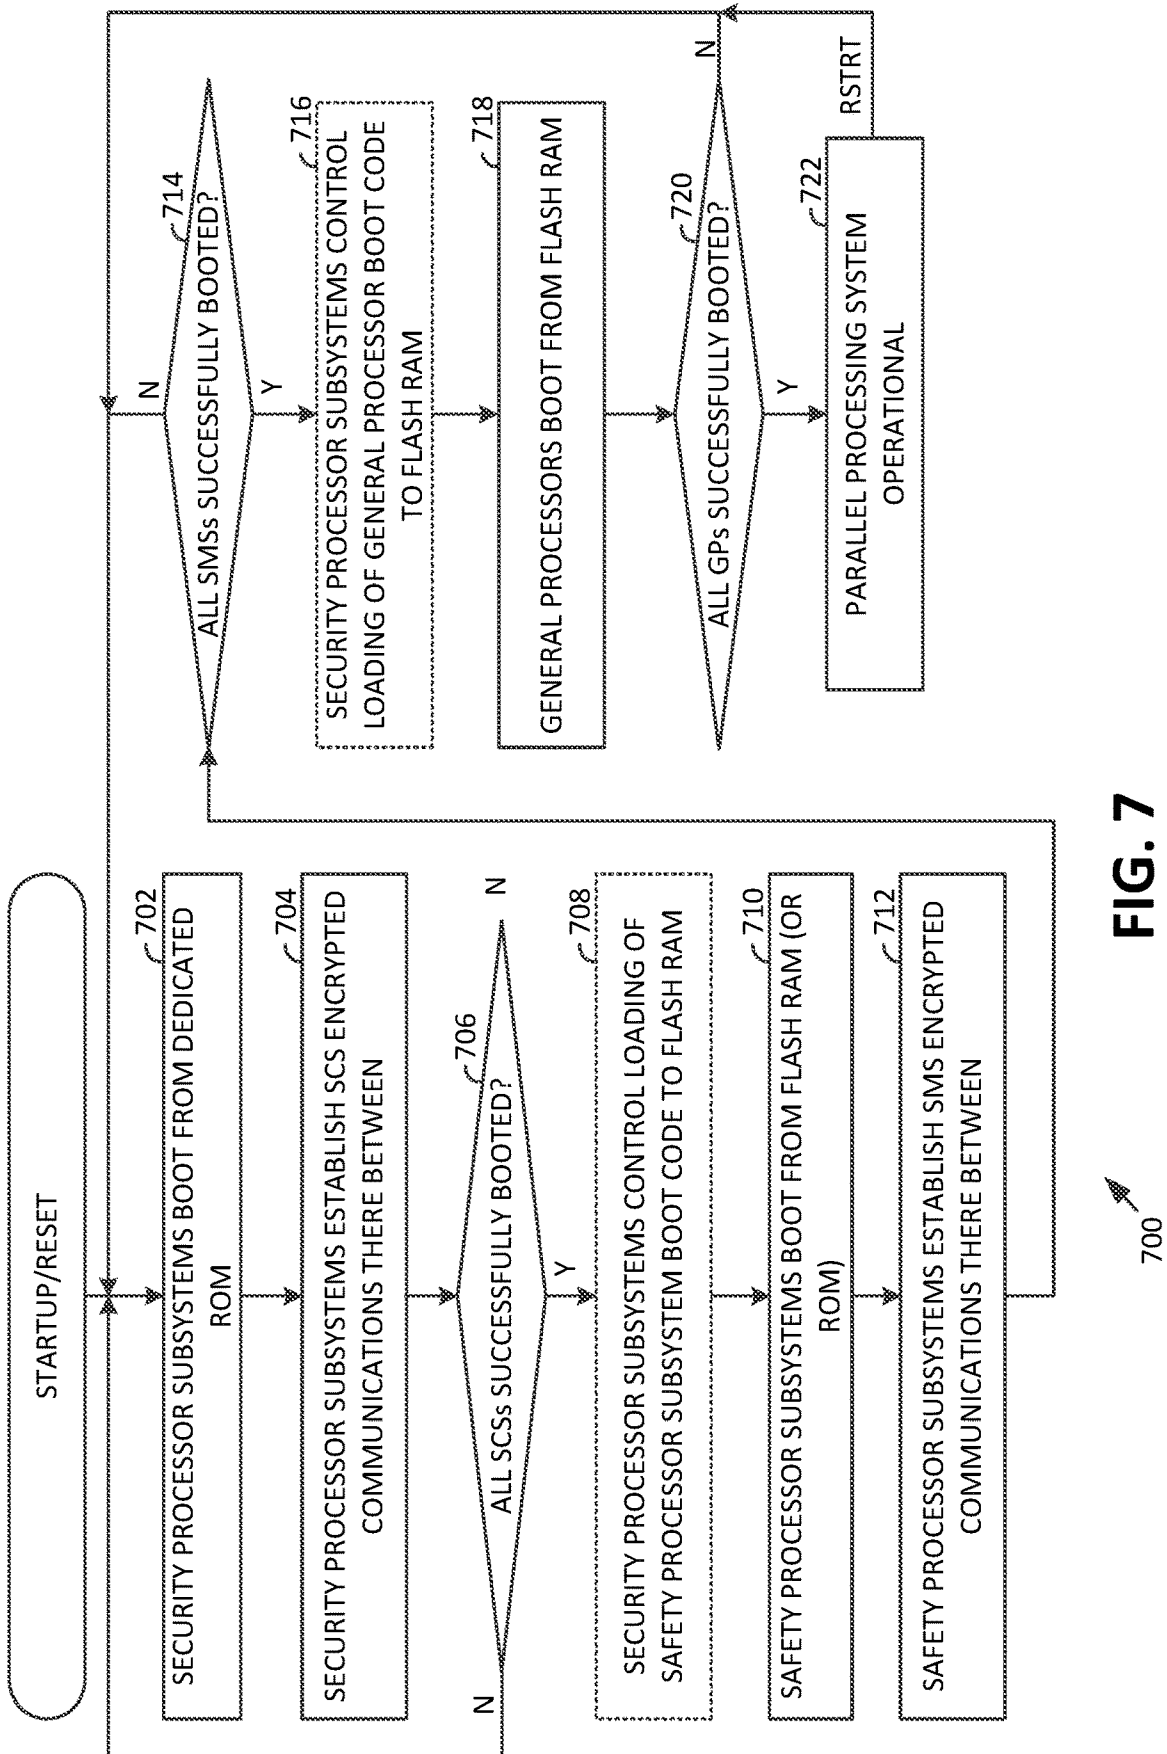 STARTUP/RESET
702
SECURITY PROCESSOR SUBSYSTEMS BOOT FROM DEDICATED
ROM
704
SECURITY PROCESSOR SUBSYSTEMS ESTABLISH SCS ENCRYPTED
COMMUNICATIONS THERE BETWEEN
706
ALL SCSs SUCCESSFULLY BOOTED?
N
N
Y
708
SECURITY PROCESSOR SUBSYSTEMS CONTROL LOADING OF
SAFETY PROCESSOR SUBSYSTEM BOOT CODE TO FLASH RAM
710
SAFETY PROCESSOR SUBSYSTEMS BOOT FROM FLASH RAM (OR
ROM)
712
SAFETY PROCESSOR SUBSYSTEMS ESTABLISH SMS ENCRYPTED
COMMUNICATIONS THERE BETWEEN
N
714
ALL SMSs SUCCESSFULLY BOOTED?
Y
716
SECURITY PROCESSOR SUBSYSTEMS CONTROL
LOADING OF GENERAL PROCESSOR BOOT CODE
TO FLASH RAM
718
GENERAL PROCESSORS BOOT FROM FLASH RAM
N
720
ALL GPs SUCCESSFULLY BOOTED?
Y
722
PARALLEL PROCESSING SYSTEM
OPERATIONAL
RSTRT
700
FIG. 7